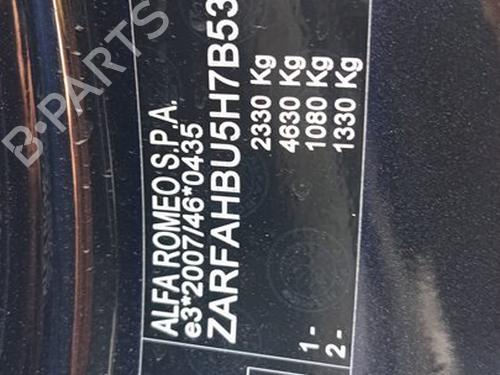 ALFA ROMEO S.P.A.
e3*2007/46*0435
ZARFAHBU5H7B53
2330 Kg
4630 Kg
1 - 1080 Kg
2 - 1330 Kg
B-PARTS